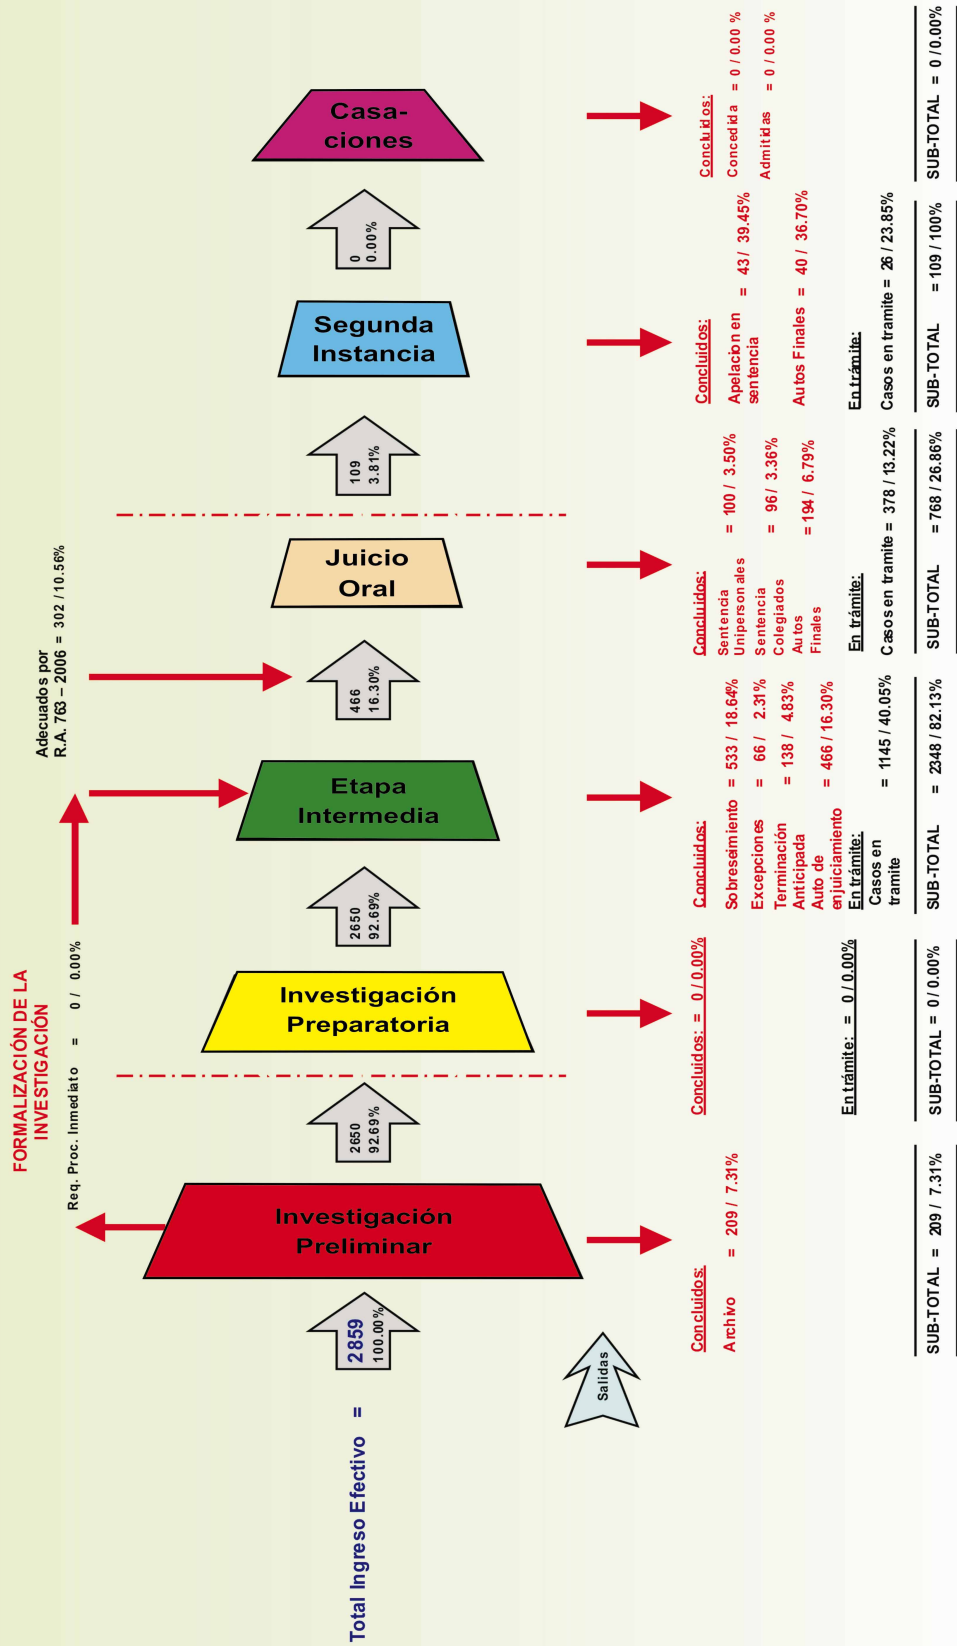 FORMALIZACIÓN DE LA
INVESTIGACIÓN
Req. Proc. Inmediato = 0 / 0.00%
Adecuados por
R.A. 763 – 2006 = 302 / 10.56%
Total Ingreso Efectivo =
2859
100.00%
Investigación
Preliminar
2650
92.69%
Investigación
Preparatoria
2650
92.69%
Etapa
Intermedia
466
16.30%
Juicio
Oral
109
3.81%
Segunda
Instancia
0
0.00%
Casa-
ciones
Salidas
Concluidos:
Archivo = 209 / 7.31%
SUB-TOTAL = 209 / 7.31%
Concluidos: = 0 / 0.00%
En trámite: = 0 / 0.00%
SUB-TOTAL = 0 / 0.00%
Concluidos:
Sobreseimiento = 533 / 18.64%
Excepciones = 66 / 2.31%
Terminación = 138 / 4.83%
Anticipada
Auto de = 466 / 16.30%
enjuiciamiento
En trámite:
Casos en = 1145 / 40.05%
tramite
SUB-TOTAL = 2348 / 82.13%
Concluidos:
Sentencia = 100 / 3.50%
Unipersonales
Sentencia = 96 / 3.36%
Colegiados
Autos = 194 / 6.79%
Finales
En trámite:
Casos en tramite = 378 / 13.22%
SUB-TOTAL = 768 / 26.86%
Concluidos:
Apelacion en = 43 / 39.45%
sentencia
Autos Finales = 40 / 36.70%
En trámite:
Casos en tramite = 26 / 23.85%
SUB-TOTAL = 109 / 100%
Concluidos:
Concedida = 0 / 0.00 %
Admitidas = 0 / 0.00 %
SUB-TOTAL = 0 / 0.00%